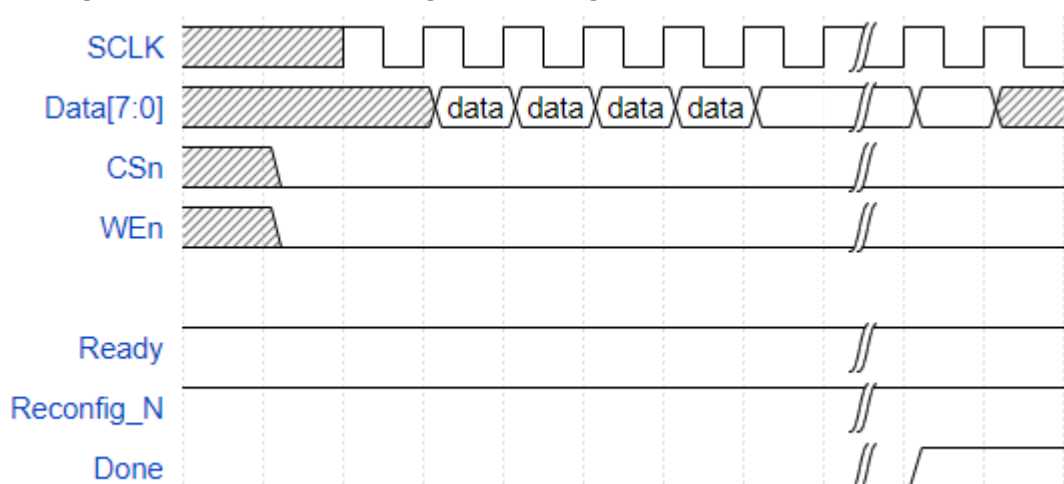 SCLK
Data[7:0] data data data data
CSn
WEn
Ready
Reconfig_N
Done